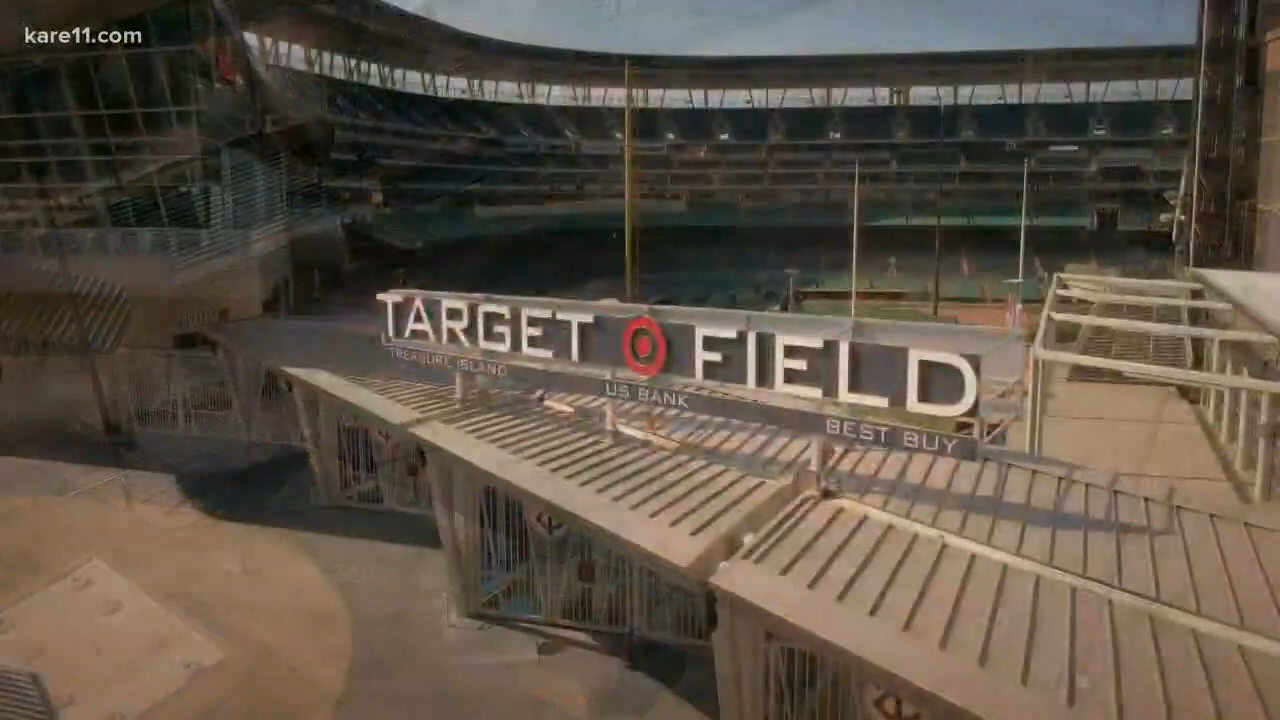 kare11.com
TARGET FIELD
TREASURE ISLAND
US BANK
BEST BUY